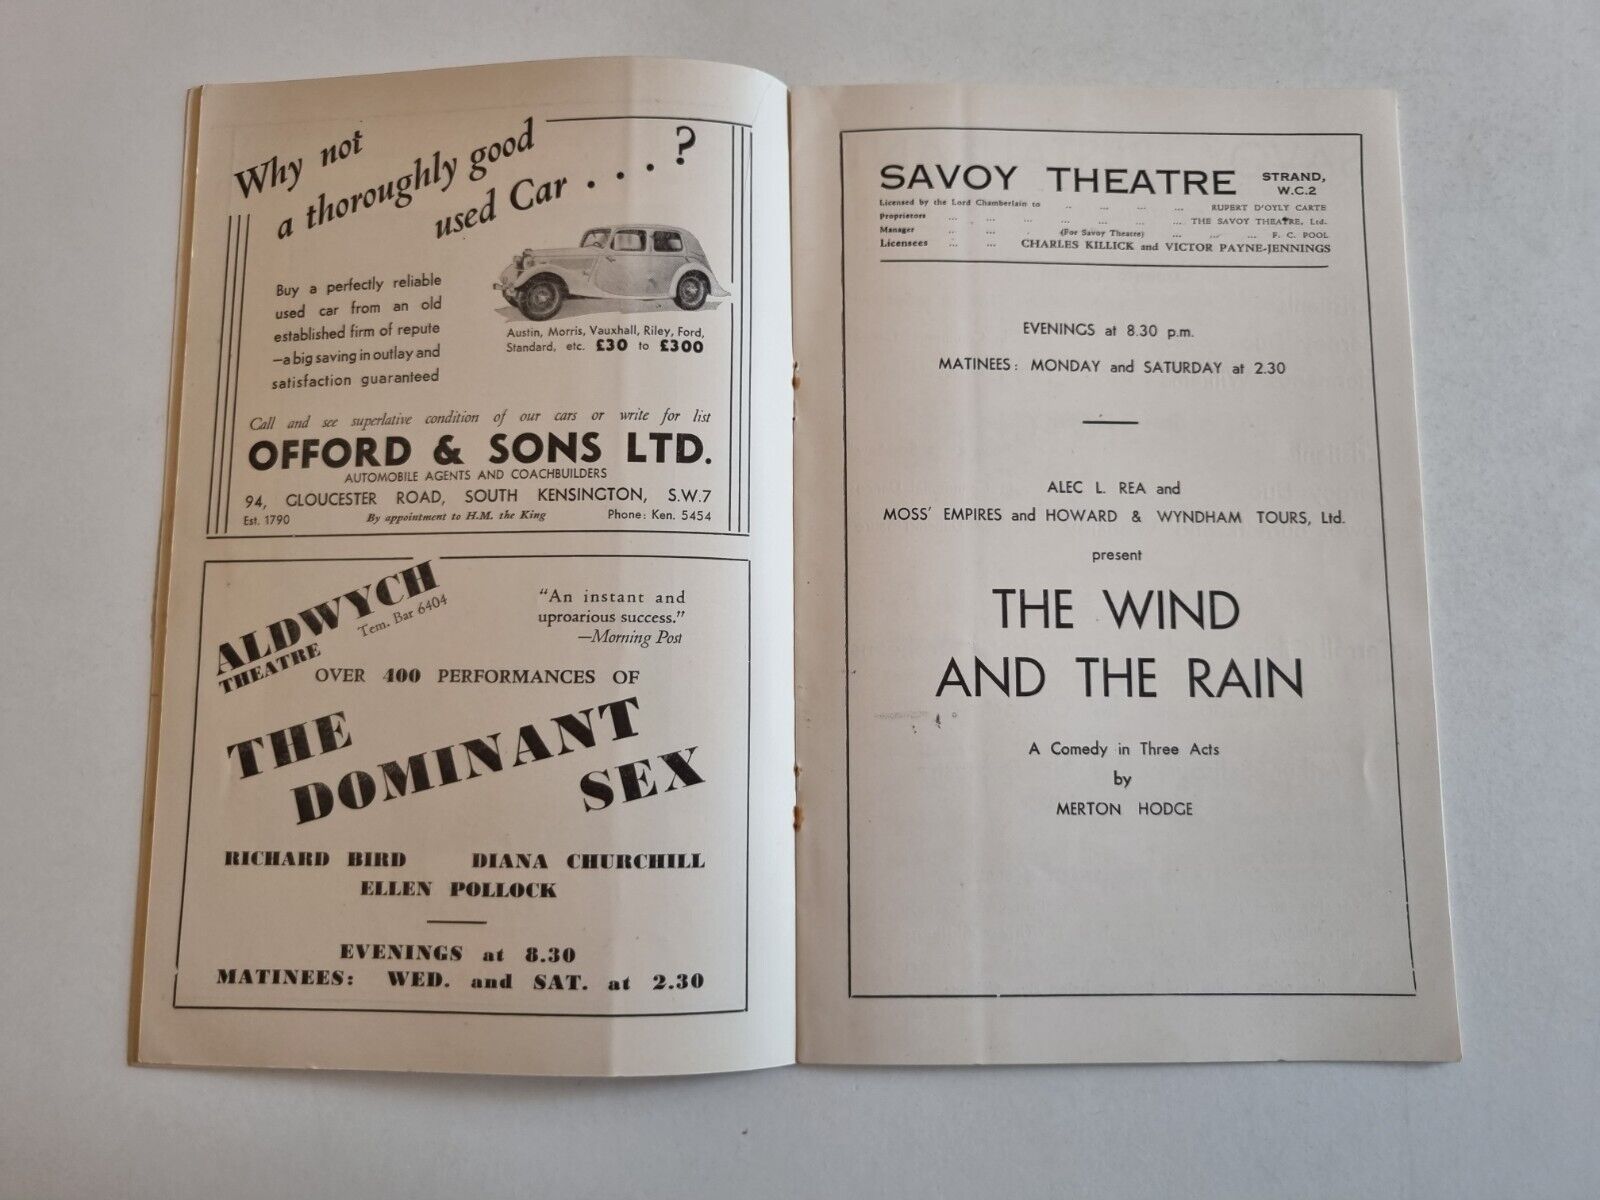 Why not
a thoroughly good
used Car . . . ?
Buy a perfectly reliable
used car from an old
established firm of repute
—a big saving in outlay and
satisfaction guaranteed
Austin, Morris, Vauxhall, Riley, Ford,
Standard, etc. £30 to £300
Call and see superlative condition of our cars or write for list
OFFORD & SONS LTD.
AUTOMOBILE AGENTS AND COACHBUILDERS
94, GLOUCESTER ROAD, SOUTH KENSINGTON, S.W.7
Est. 1790 By appointment to H.M. the King Phone: Ken. 5454
ALDWYCH
THEATRE
Tem. Bar 6404
"An instant and
uproarious success."
—Morning Post
OVER 400 PERFORMANCES OF
THE
DOMINANT
SEX
RICHARD BIRD DIANA CHURCHILL
ELLEN POLLOCK
EVENINGS at 8.30
MATINEES: WED. and SAT. at 2.30
SAVOY THEATRE STRAND,
W.C.2
Licensed by the Lord Chamberlain to .. ... ... ... RUPERT D'OYLY CARTE
Proprietors ... ... ... ... ... ... ... THE SAVOY THEATRE, Ltd.
Manager ... ... (For Savoy Theatre) ... ... ... F. C. POOL
Licensees ... ... CHARLES KILLICK and VICTOR PAYNE-JENNINGS
EVENINGS at 8.30 p.m.
MATINEES: MONDAY and SATURDAY at 2.30
ALEC L. REA and
MOSS' EMPIRES and HOWARD & WYNDHAM TOURS, Ltd.
present
THE WIND
AND THE RAIN
A Comedy in Three Acts
by
MERTON HODGE